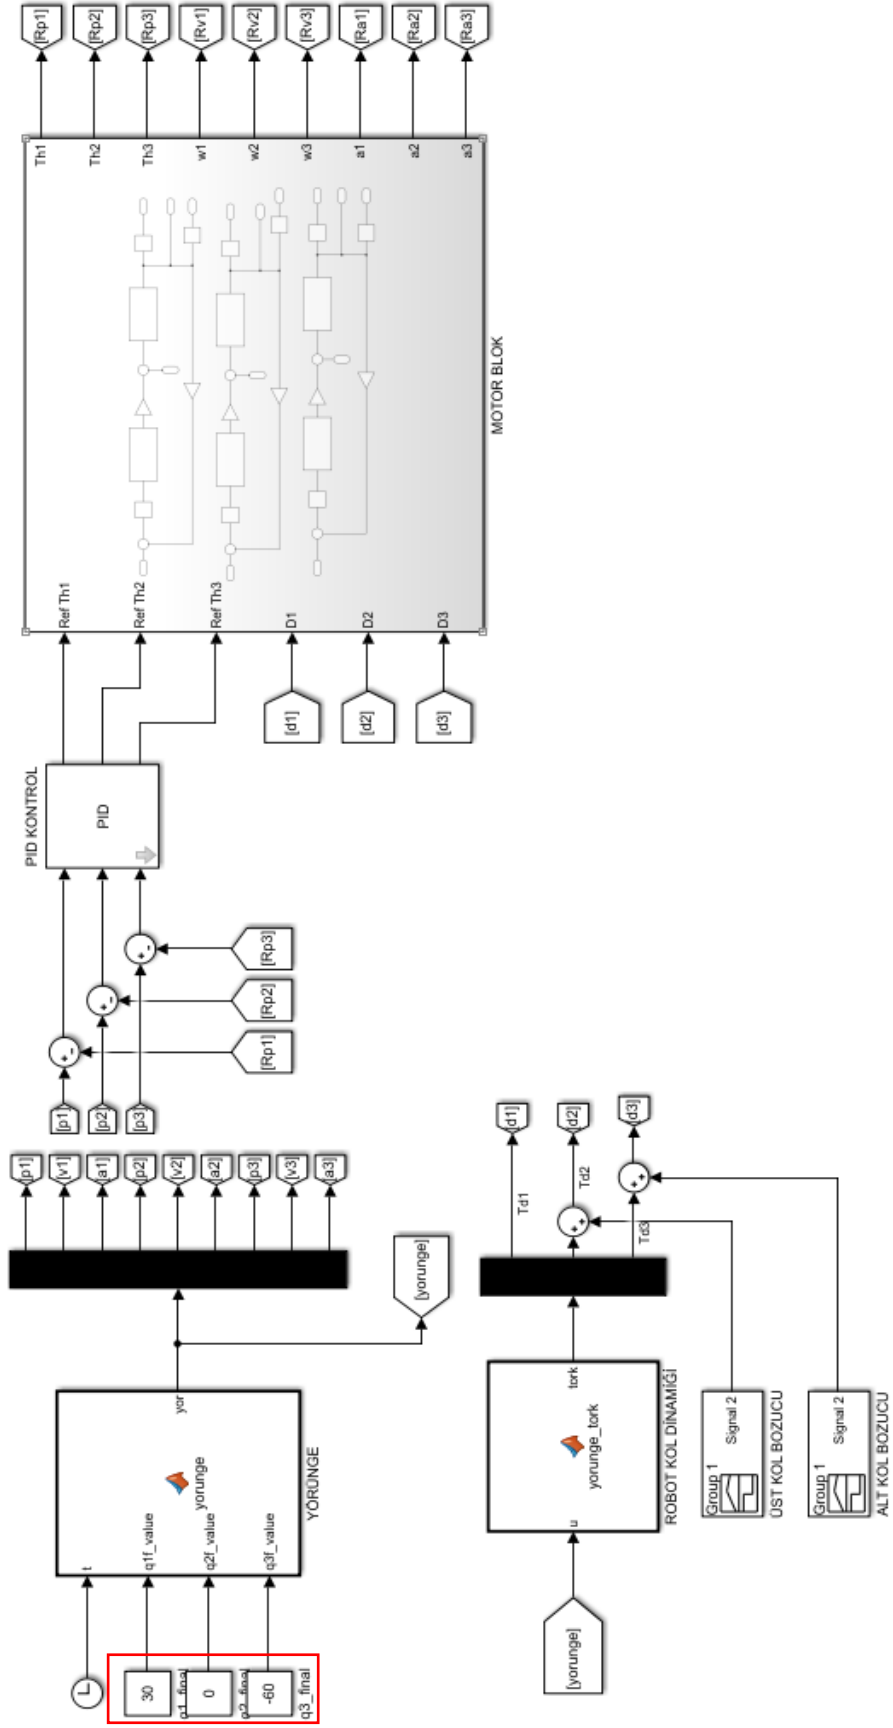 t
30
q1_final
0
q2_final
-60
q3_final
q1f_value
q2f_value
q3f_value
yorunge
yor
YÖRÜNGE
[yorunge]
[p1]
[v1]
[a1]
[p2]
[v2]
[a2]
[p3]
[v3]
[a3]
[p1]
[p2]
[p3]
+
-
+
-
+
-
[Rp1]
[Rp2]
[Rp3]
PID KONTROL
PID
[d1]
[d2]
[d3]
Ref Th1
Ref Th2
Ref Th3
D1
D2
D3
Th1
Th2
Th3
w1
w2
w3
a1
a2
a3
MOTOR BLOK
[Rp1]
[Rp2]
[Rp3]
[Rv1]
[Rv2]
[Rv3]
[Ra1]
[Ra2]
[Ra3]
[yorunge]
u
yorunge_tork
tork
ROBOT KOL DİNAMİĞİ
Group 1
Signal 2
ÜST KOL BOZUCU
Group 1
Signal 2
ALT KOL BOZUCU
Td1
Td2
Td3
+
+
+
+
[d1]
[d2]
[d3]